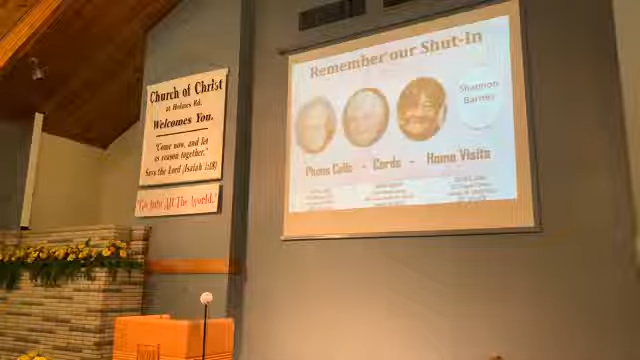 Church of Christ
at Holmes Rd.
Welcomes You.
"Come now, and let
us reason together,"
Says the Lord (Isaiah 1:18)
"Go Into All The World."
Remember our Shut-In
Shannon
Barnes
Phone Calls - Cards - Home Visits